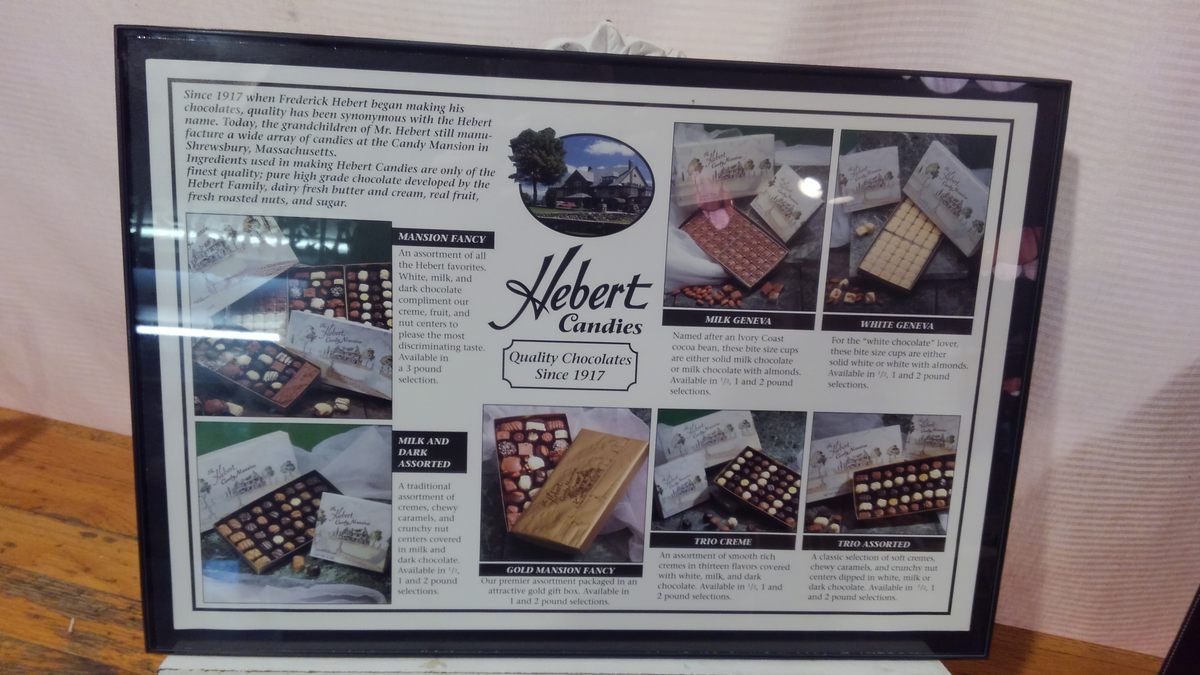 Since 1917 when Frederick Hebert began making his
chocolates, quality has been synonymous with the Hebert
name. Today, the grandchildren of Mr. Hebert still manu-
facture a wide array of candies at the Candy Mansion in
Shrewsbury, Massachusetts.
Ingredients used in making Hebert Candies are only of the
finest quality; pure high grade chocolate developed by the
Hebert Family, dairy fresh butter and cream, real fruit,
fresh roasted nuts, and sugar.
MANSION FANCY
An assortment of all
the Hebert favorites.
White, milk, and
dark chocolate
compliment our
creme, fruit, and
nut centers to
please the most
discriminating taste.
Available in
a 3 pound
selection.
MILK AND
DARK
ASSORTED
A traditional
assortment of
cremes, chewy
caramels, and
crunchy nut
centers covered
in milk and
dark chocolate.
Available in 1/2,
1 and 2 pound
selections.
Hebert
Candies
Quality Chocolates
Since 1917
GOLD MANSION FANCY
Our premier assortment packaged in an
attractive gold gift box. Available in
1 and 2 pound selections.
MILK GENEVA
Named after an Ivory Coast
cocoa bean, these bite size cups
are either solid milk chocolate
or milk chocolate with almonds.
Available in 1/2, 1 and 2 pound
selections.
WHITE GENEVA
For the "white chocolate" lover,
these bite size cups are either
solid white or white with almonds.
Available in 1/2, 1 and 2 pound
selections.
TRIO CREME
An assortment of smooth rich
cremes in thirteen flavors covered
with white, milk, and dark
chocolate. Available in 1/2, 1 and
2 pound selections.
TRIO ASSORTED
A classic selection of soft cremes,
chewy caramels, and crunchy nut
centers dipped in white, milk or
dark chocolate. Available in 1/2, 1
and 2 pound selections.
The Hebert
Candy Mansion